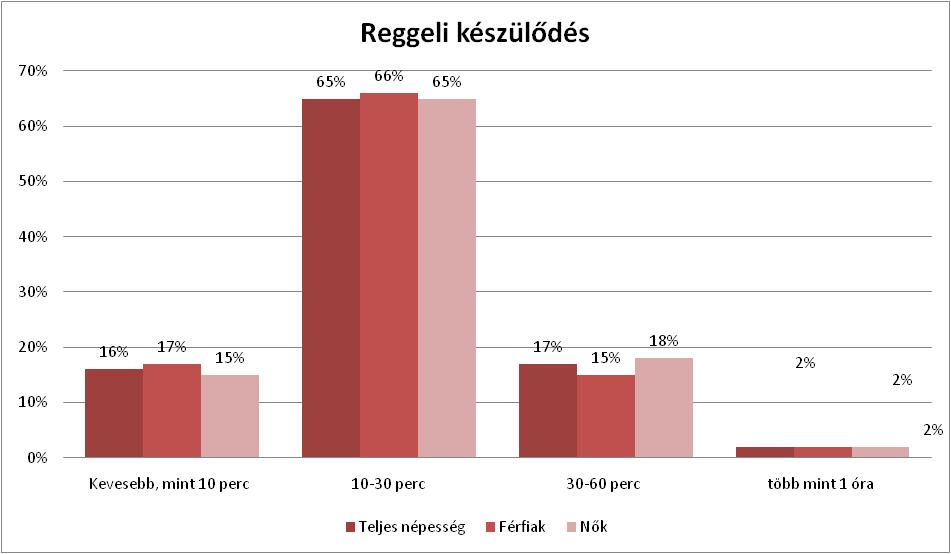 Reggeli készülődés
70%
60%
50%
40%
30%
20%
10%
0%
16%
17%
15%
65%
66%
65%
17%
15%
18%
2%
2%
2%
Kevesebb, mint 10 perc
10-30 perc
30-60 perc
több mint 1 óra
Teljes népesség
Férfiak
Nők